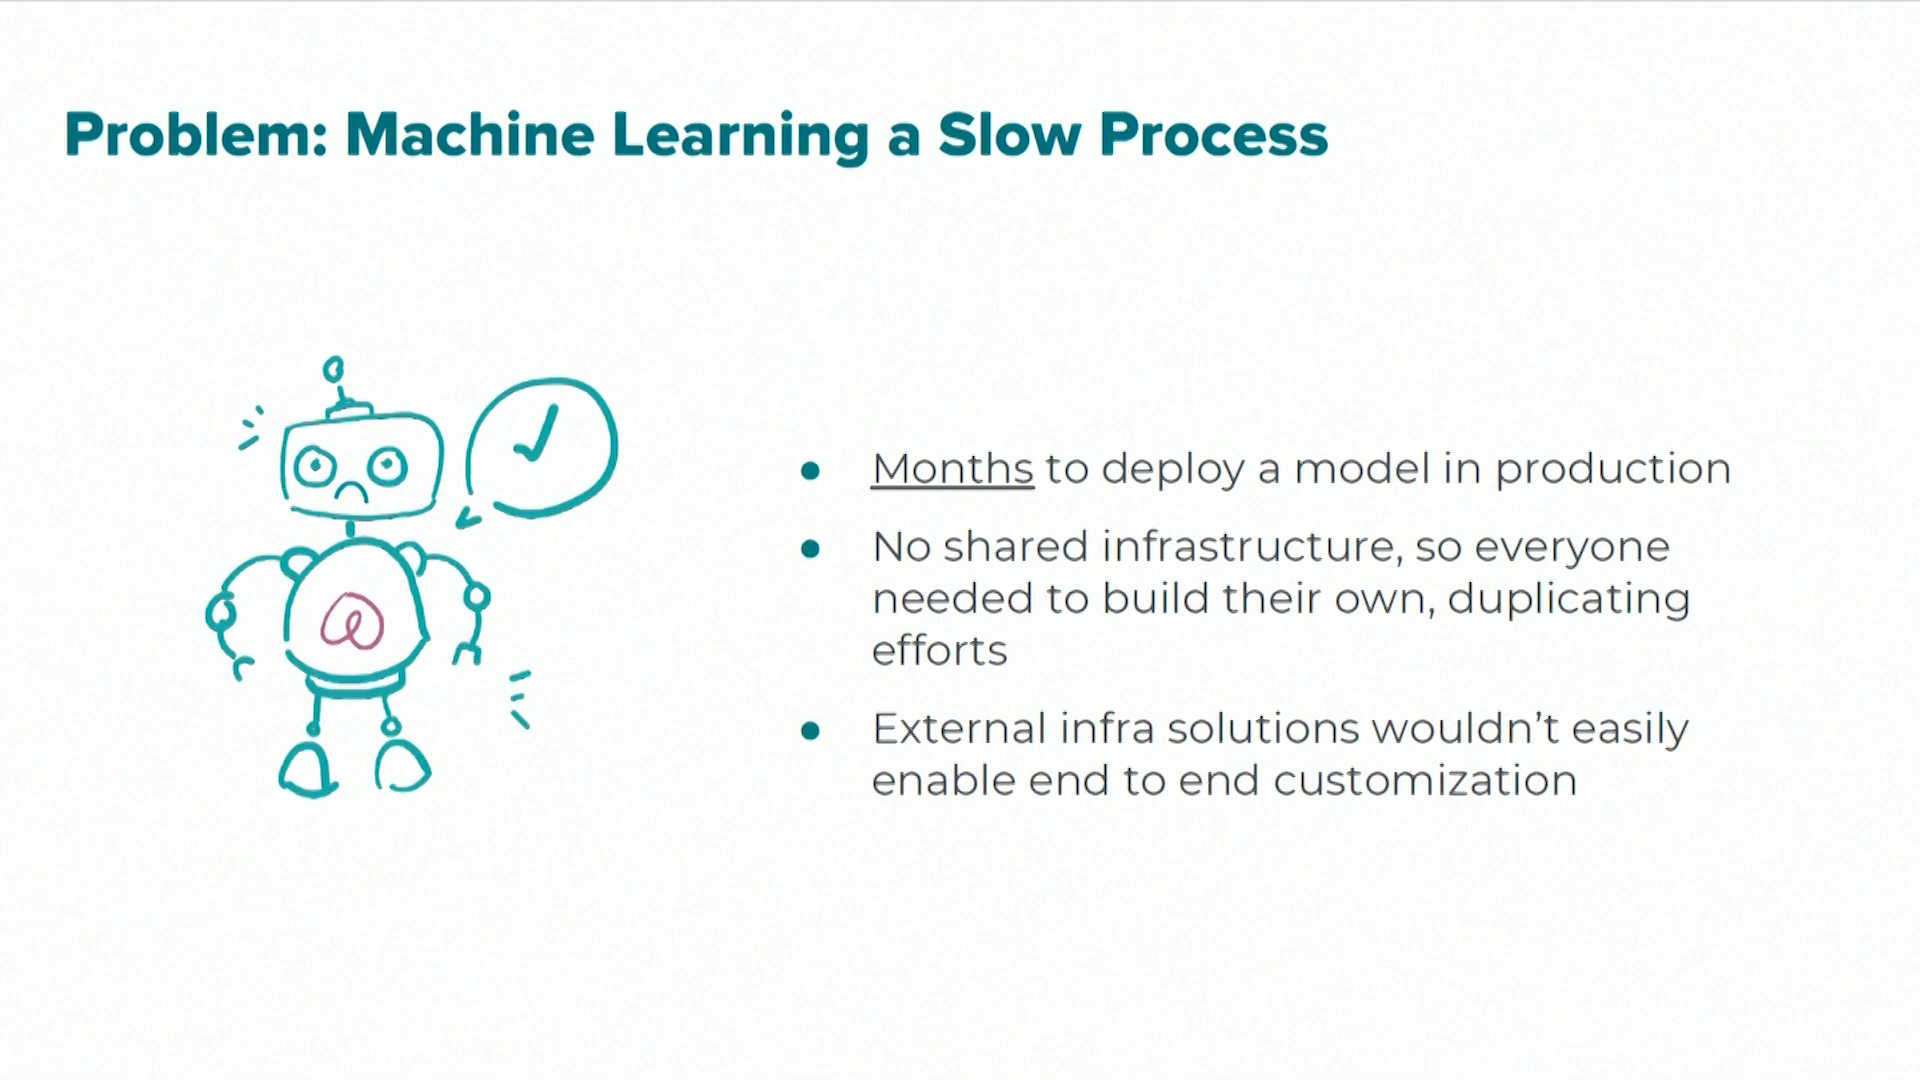 Problem: Machine Learning a Slow Process
● Months to deploy a model in production
● No shared infrastructure, so everyone
needed to build their own, duplicating
efforts
● External infra solutions wouldn’t easily
enable end to end customization